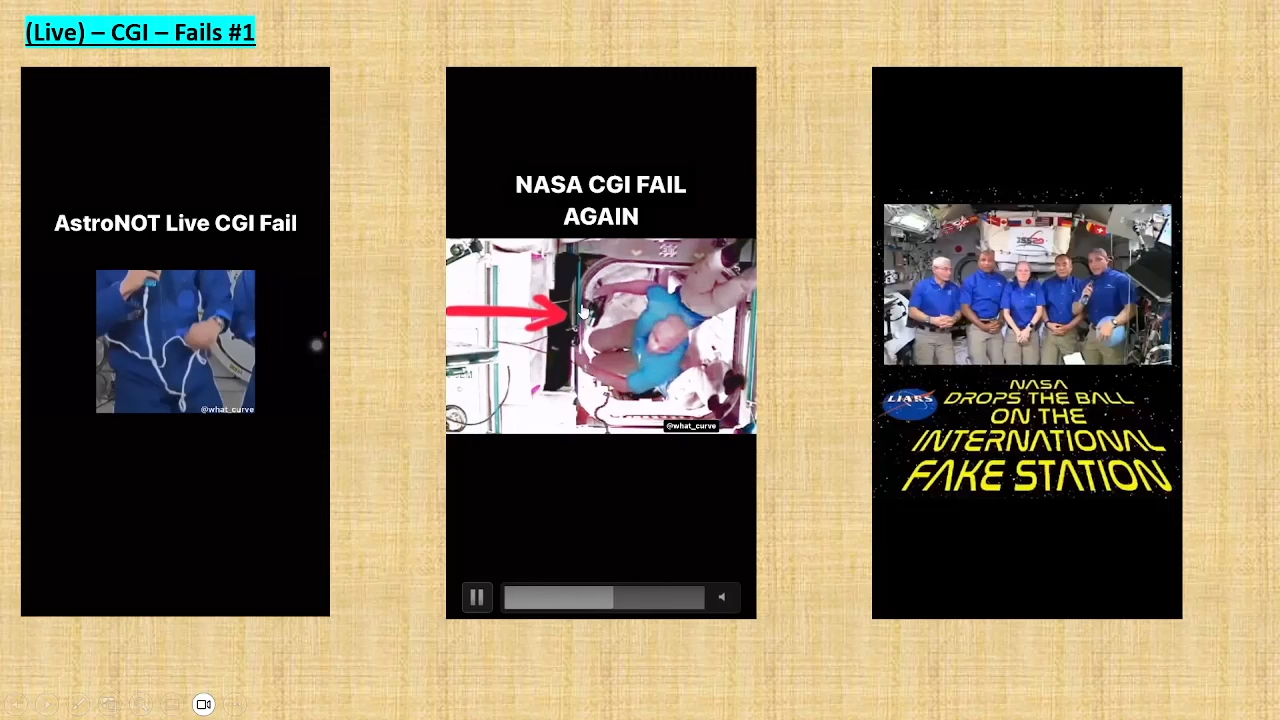 (Live) – CGI – Fails #1
AstroNOT Live CGI Fail
@what_curve
NASA CGI FAIL
AGAIN
@what_curve
LIARS
NASA
DROPS THE BALL
ON THE
INTERNATIONAL
FAKE STATION